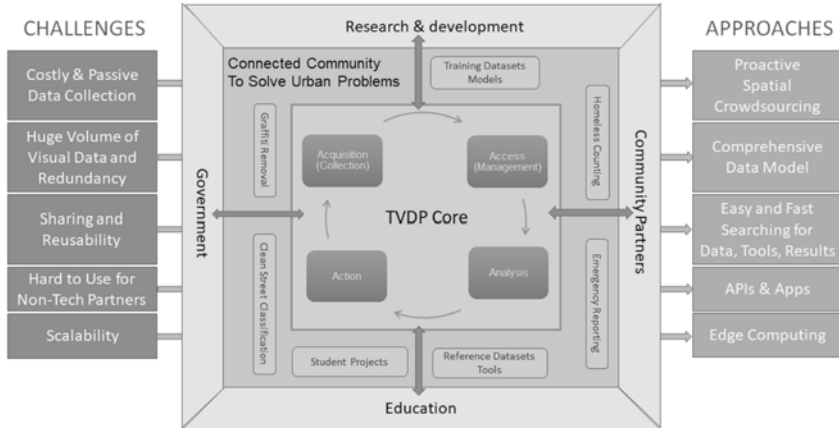 CHALLENGES
Costly & Passive
Data Collection
Huge Volume of
Visual Data and
Redundancy
Sharing and
Reusability
Hard to Use for
Non-Tech Partners
Scalability
Research & development
Connected Community
To Solve Urban Problems
Training Datasets
Models
Government
Graffiti Removal
Clean Street Classification
Acquisition
(Collection)
Access
(Management)
TVDP Core
Action
Analysis
Homeless Counting
Emergency Reporting
Community Partners
Student Projects
Reference Datasets
Tools
Education
APPROACHES
Proactive
Spatial
Crowdsourcing
Comprehensive
Data Model
Easy and Fast
Searching for
Data, Tools, Results
APIs & Apps
Edge Computing